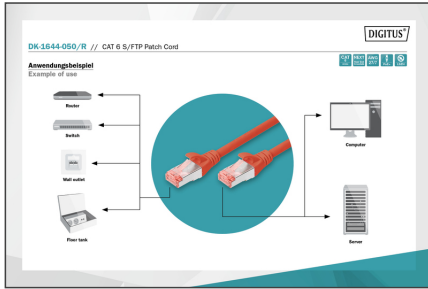 DIGITUS®
DK-1644-050/R // CAT 6 S/FTP Patch Cord
Anwendungsbeispiel
Example of use
Router
Switch
Wall outlet
Floor tank
Computer
Server